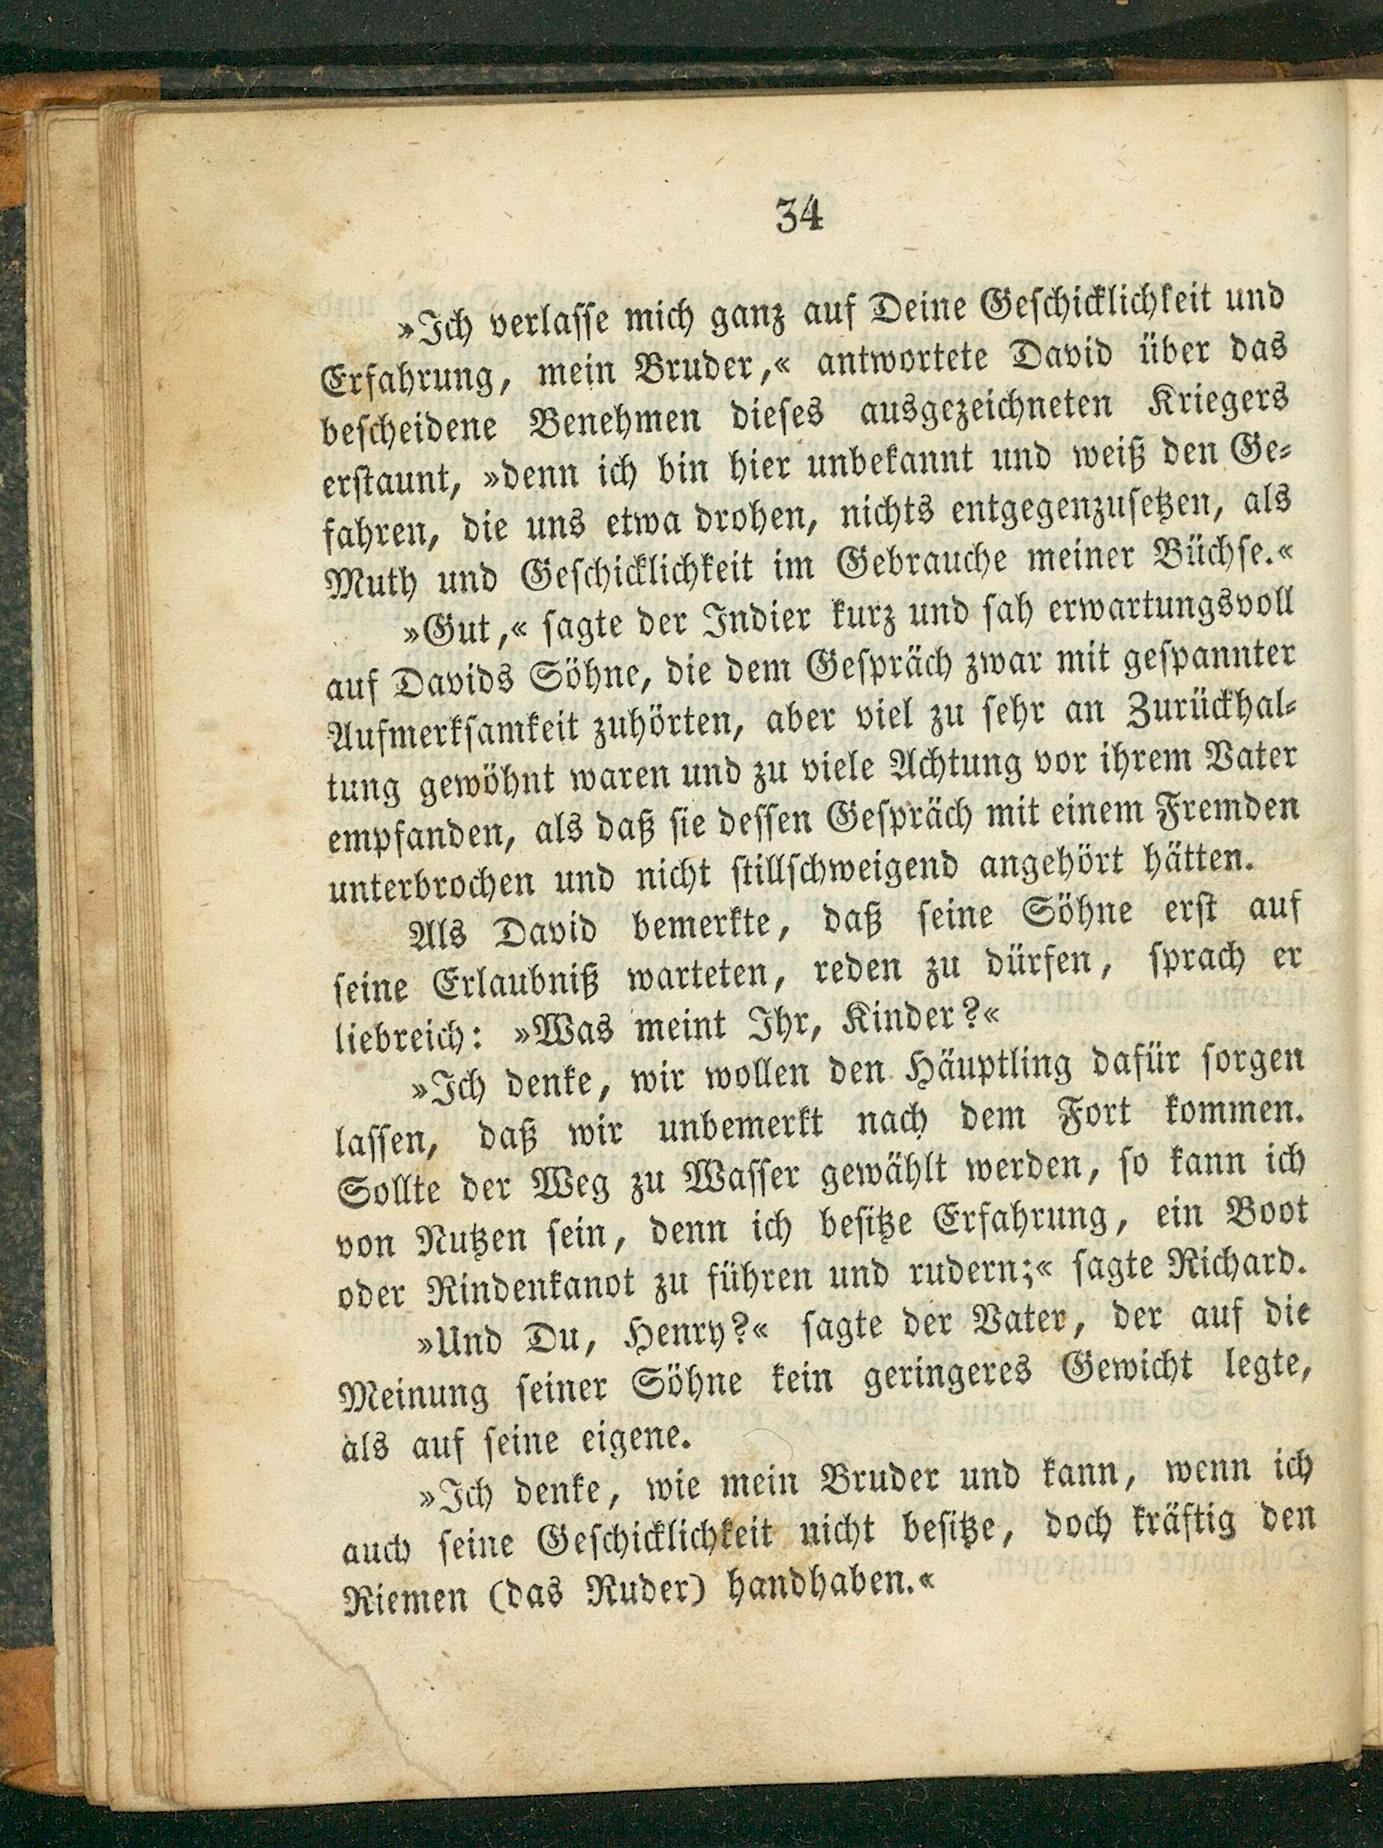 34
»Ich verlasse mich ganz auf Deine Geschicklichkeit und
Erfahrung, mein Bruder,« antwortete David über das
bescheidene Benehmen dieses ausgezeichneten Kriegers
erstaunt, »denn ich bin hier unbekannt und weiß den Ge-
fahren, die uns etwa drohen, nichts entgegenzusetzen, als
Muth und Geschicklichkeit im Gebrauche meiner Büchse.«
»Gut,« sagte der Indier kurz und sah erwartungsvoll
auf Davids Söhne, die dem Gespräch zwar mit gespannter
Aufmerksamkeit zuhörten, aber viel zu sehr an Zurückhal-
tung gewöhnt waren und zu viele Achtung vor ihrem Vater
empfanden, als daß sie dessen Gespräch mit einem Fremden
unterbrochen und nicht stillschweigend angehört hätten.
Als David bemerkte, daß seine Söhne erst auf
seine Erlaubniß warteten, reden zu dürfen, sprach er
liebreich: »Was meint Ihr, Kinder?«
»Ich denke, wir wollen den Häuptling dafür sorgen
lassen, daß wir unbemerkt nach dem Fort kommen.
Sollte der Weg zu Wasser gewählt werden, so kann ich
von Nutzen sein, denn ich besitze Erfahrung, ein Boot
oder Rindenkanot zu führen und rudern;« sagte Richard.
»Und Du, Henry?« sagte der Vater, der auf die
Meinung seiner Söhne kein geringeres Gewicht legte,
als auf seine eigene.
»Ich denke, wie mein Bruder und kann, wenn ich
auch seine Geschicklichkeit nicht besitze, doch kräftig den
Riemen (das Ruder) handhaben.«